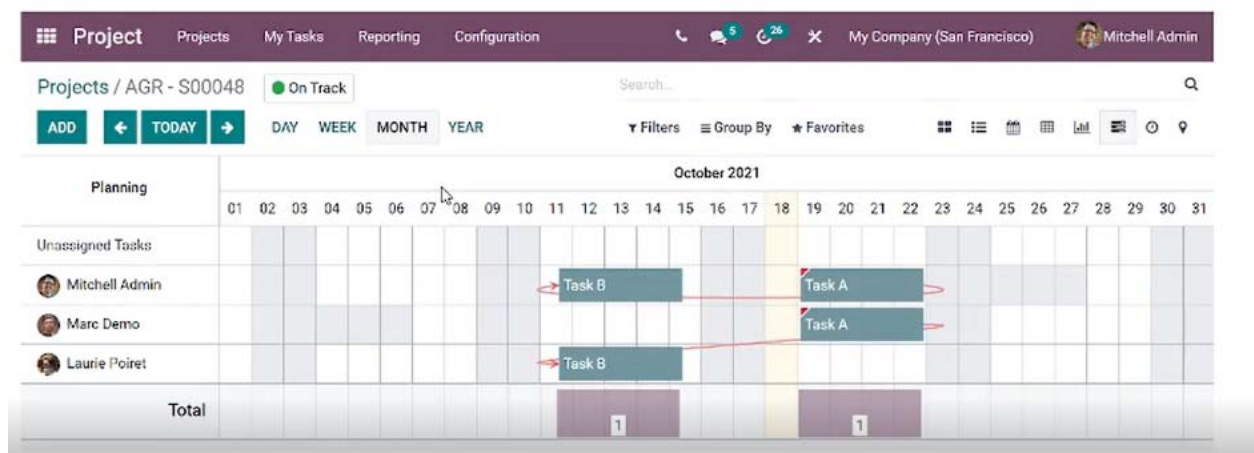 Project Projects My Tasks Reporting Configuration 5 26 My Company (San Francisco) Mitchell Admin
Projects / AGR - S00048 On Track Search...
ADD TODAY DAY WEEK MONTH YEAR Filters Group By Favorites
Planning
October 2021
01 02 03 04 05 06 07 08 09 10 11 12 13 14 15 16 17 18 19 20 21 22 23 24 25 26 27 28 29 30 31
Unassigned Tasks
Mitchell Admin Task B Task A
Marc Demo Task A
Laurie Poiret Task B
Total 1 1